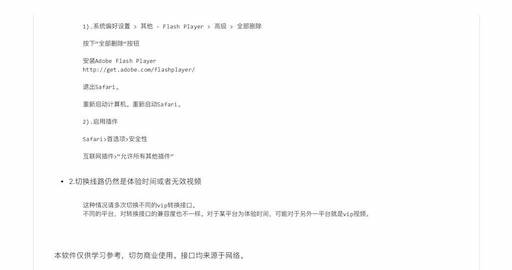 1).系统偏好设置 > 其他 - Flash Player > 高级 > 全部删除
按下"全部删除"按钮
安装Adobe Flash Player
http://get.adobe.com/flashplayer/
退出Safari。
重新启动计算机。重新启动Safari。
2).启用插件
Safari>首选项>安全性
互联网插件>"允许所有其他插件"
• 2.切换线路仍然是体验时间或者无效视频
这种情况请多次切换不同的vip转换接口。
不同的平台，对转换接口的兼容度也不一样。对于某平台为体验时间，可能对于另外一平台就是vip视频。
本软件仅供学习参考，切勿商业使用。接口均来源于网络。